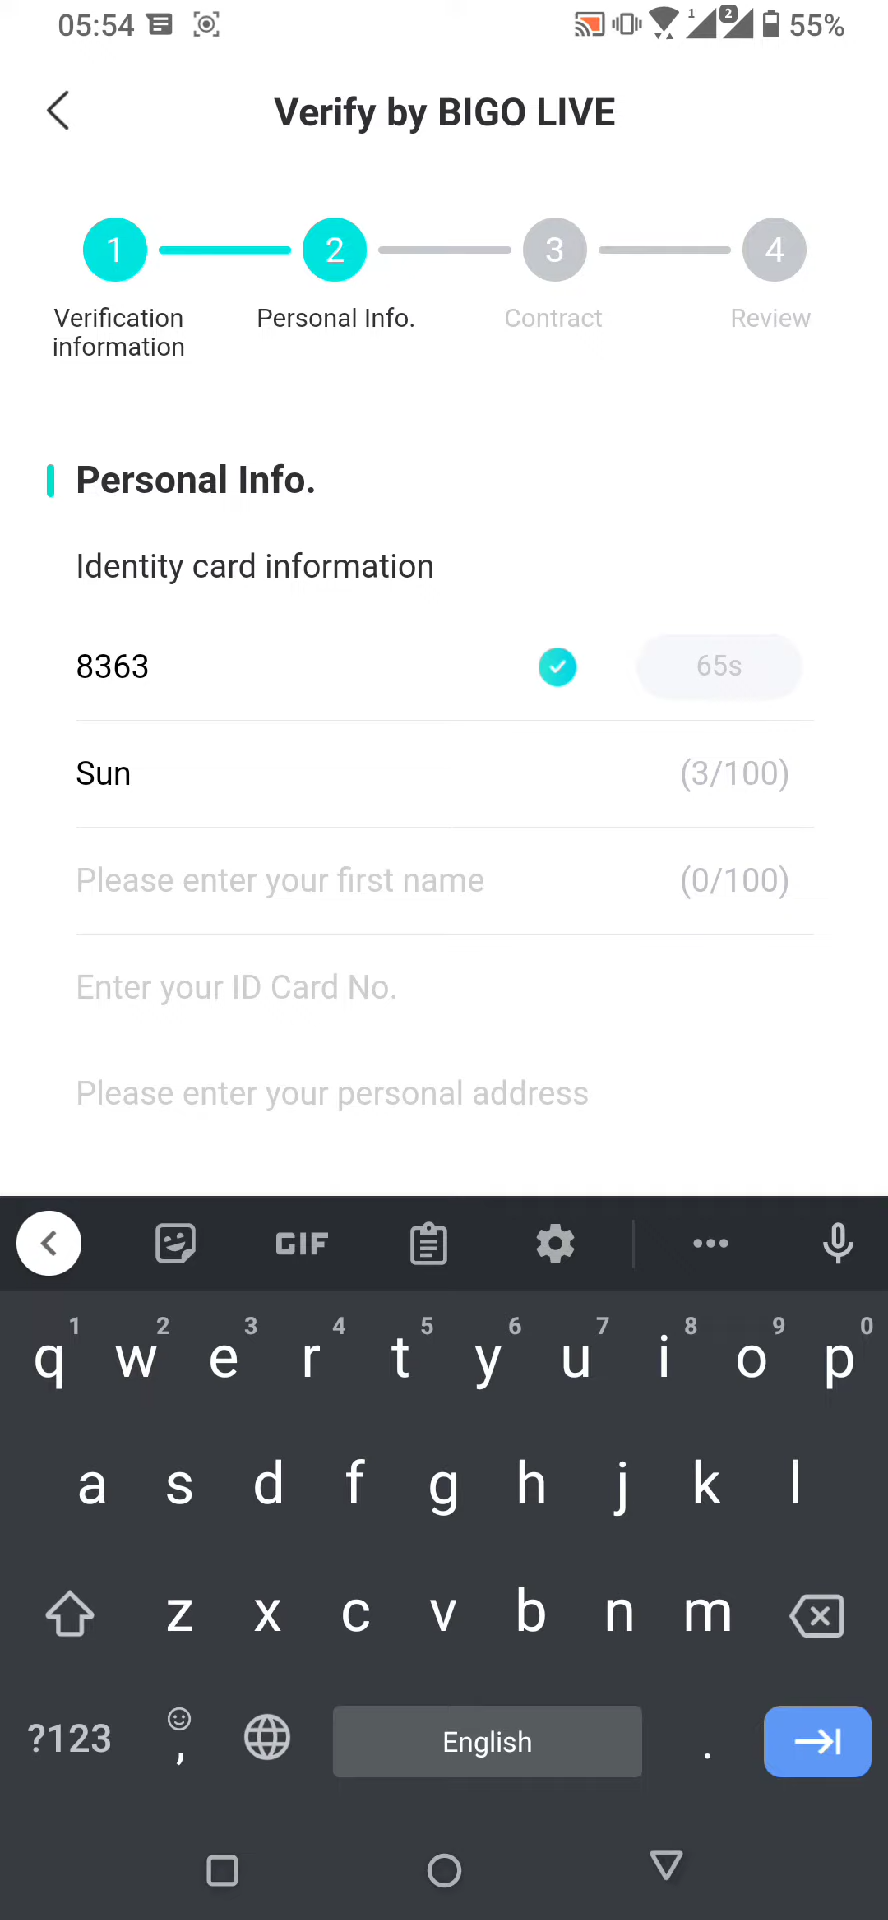 05:54
1 2 55%
Verify by BIGO LIVE
1 2 3 4
Verification information
Personal Info.
Contract
Review
Personal Info.
Identity card information
8363 65s
Sun (3/100)
Please enter your first name (0/100)
Enter your ID Card No.
Please enter your personal address
GIF
1 2 3 4 5 6 7 8 9 0
q w e r t y u i o p
a s d f g h j k l
z x c v b n m
?123 , English .